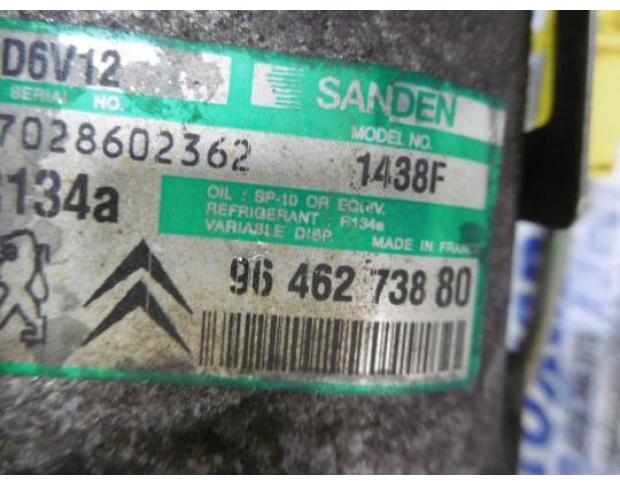 D6V12
SANDEN
SERIAL NO.
MODEL NO.
7028602362
1438F
R134a
OIL : SP-10 OR EQUIV.
REFRIGERANT : R134a
VARIABLE DISP.
MADE IN FRANCE
96 462 738 80